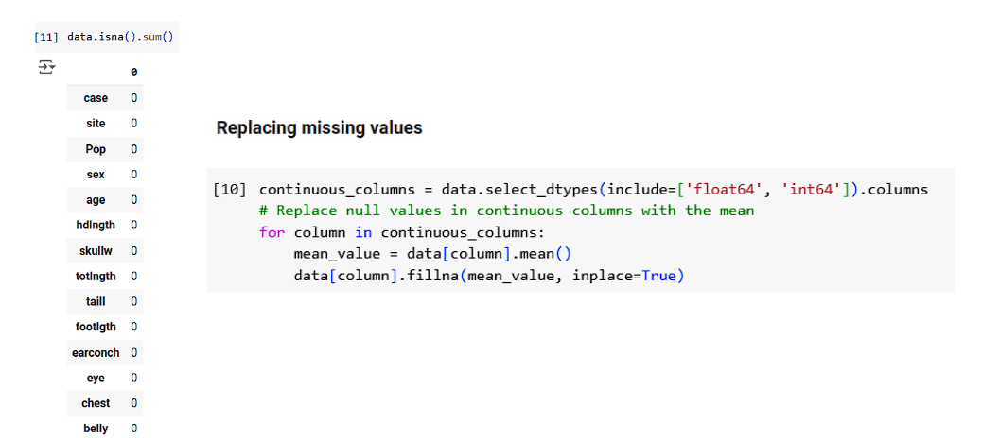 [11] data.isna().sum()
0
case 0
site 0
Pop 0
sex 0
age 0
hdlngth 0
skullw 0
totlngth 0
taill 0
footlgth 0
earconch 0
eye 0
chest 0
belly 0
Replacing missing values
[10] continuous_columns = data.select_dtypes(include=['float64', 'int64']).columns
# Replace null values in continuous columns with the mean
for column in continuous_columns:
mean_value = data[column].mean()
data[column].fillna(mean_value, inplace=True)